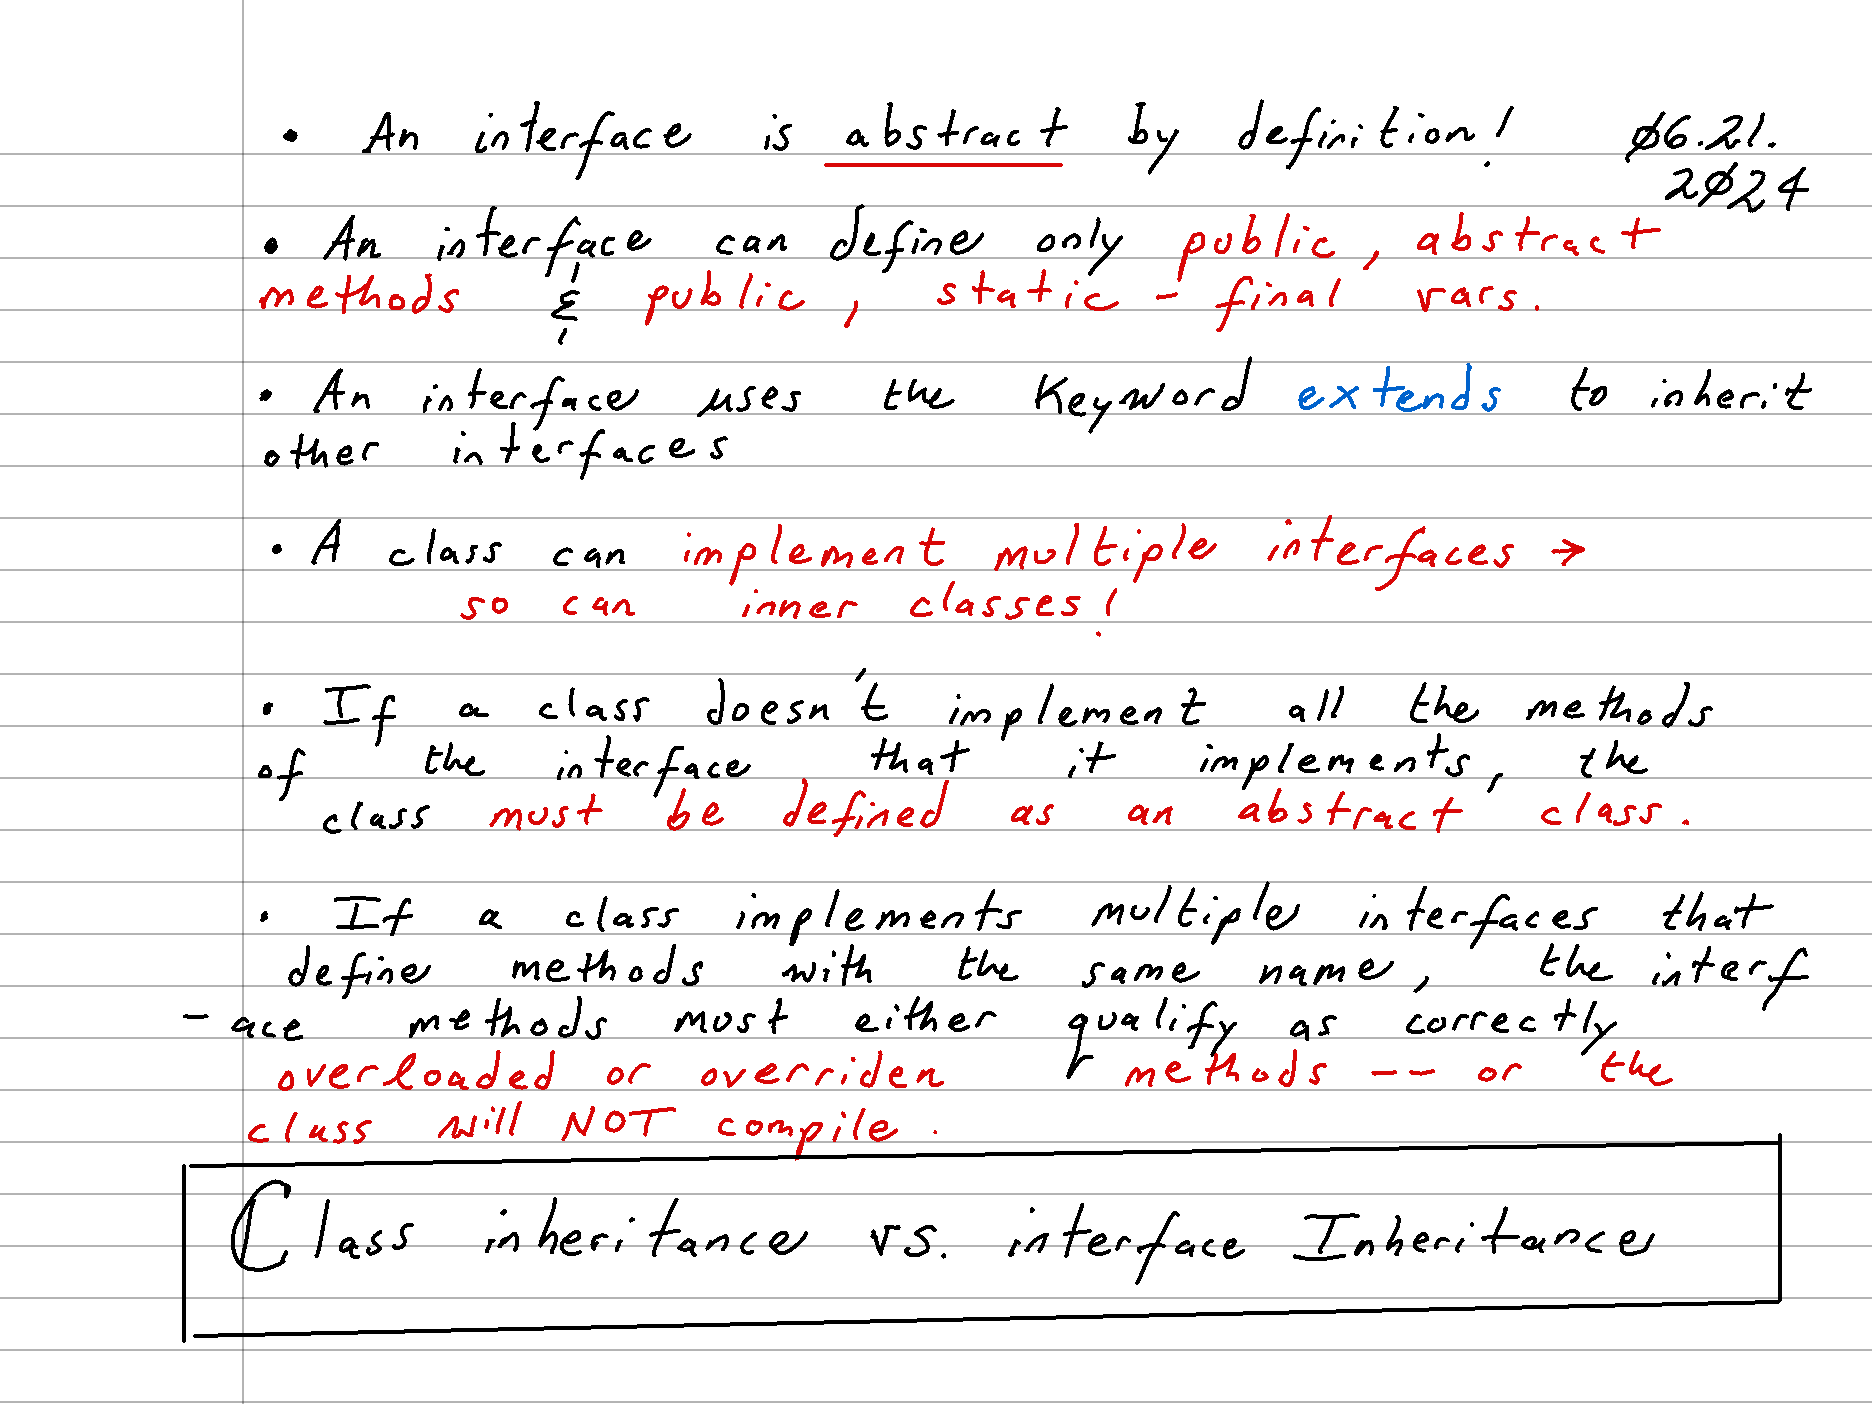 • An interface is abstract by definition! Ø6.21.
2Ø24
• An interface can define only public, abstract
methods & public, static - final vars.
• An interface uses the keyword extends to inherit
other interfaces
• A class can implement multiple interfaces →
so can inner classes!
• If a class doesn't implement all the methods
of the interface, that it implements, the
class must be defined as an abstract class.
• If a class implements multiple interfaces that
define methods with the same name, the interf
- ace methods must either qualify as correctly
overloaded or overriden methods -- or the
class will NOT compile.
Class inheritance vs. interface Inheritance